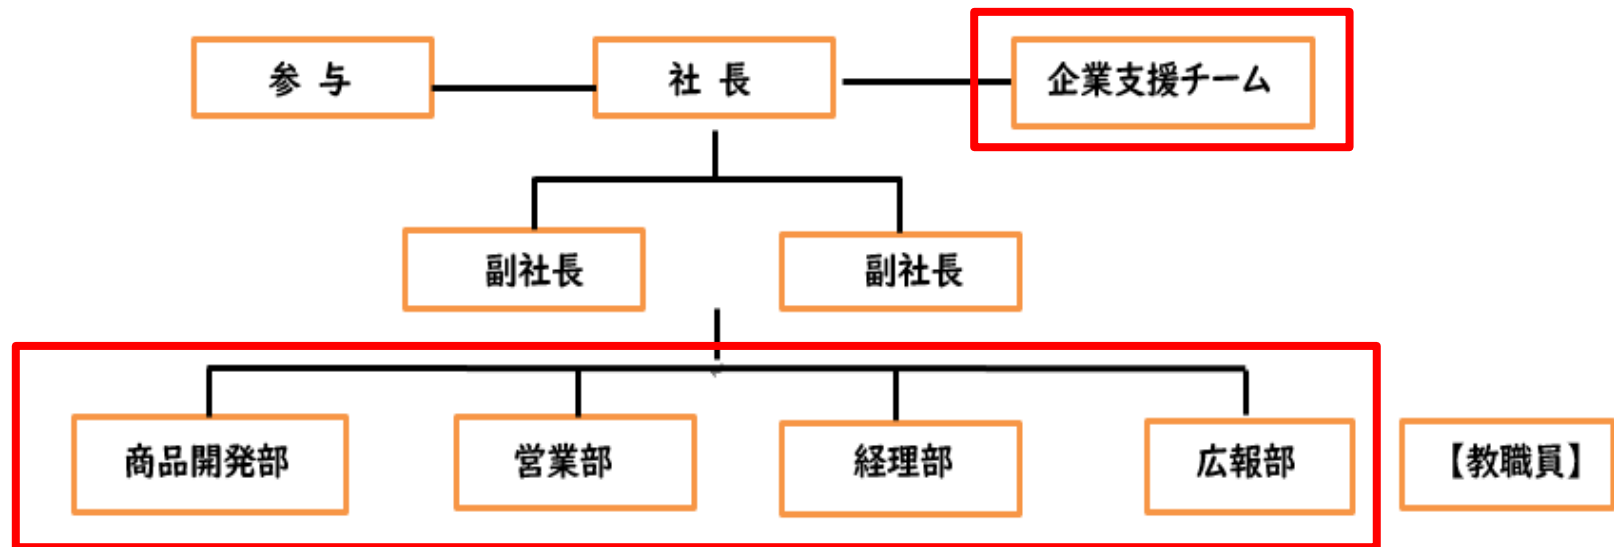 参 与
社 長
企業支援チーム
副社長
副社長
商品開発部
営業部
経理部
広報部
【教職員】